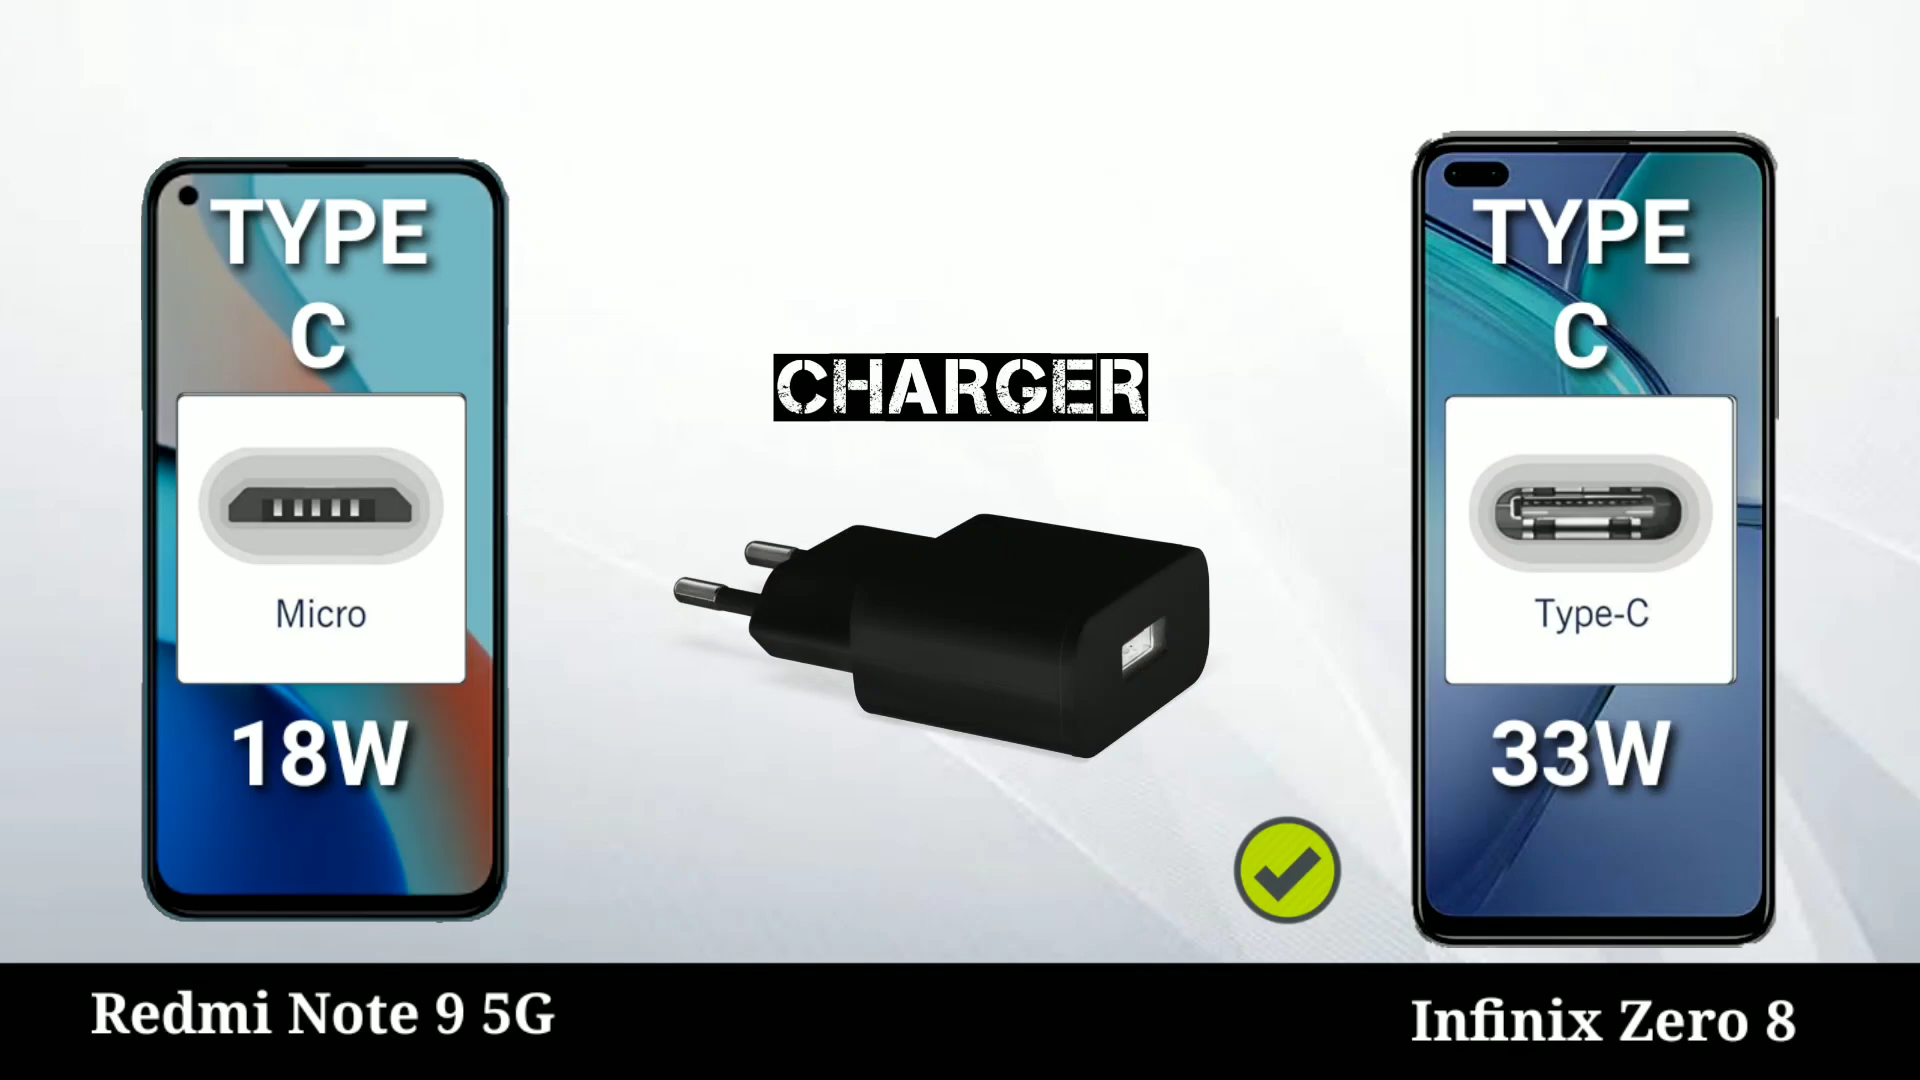 TYPE
C
Micro
18W
CHARGER
TYPE
C
Type-C
33W
Redmi Note 9 5G
Infinix Zero 8